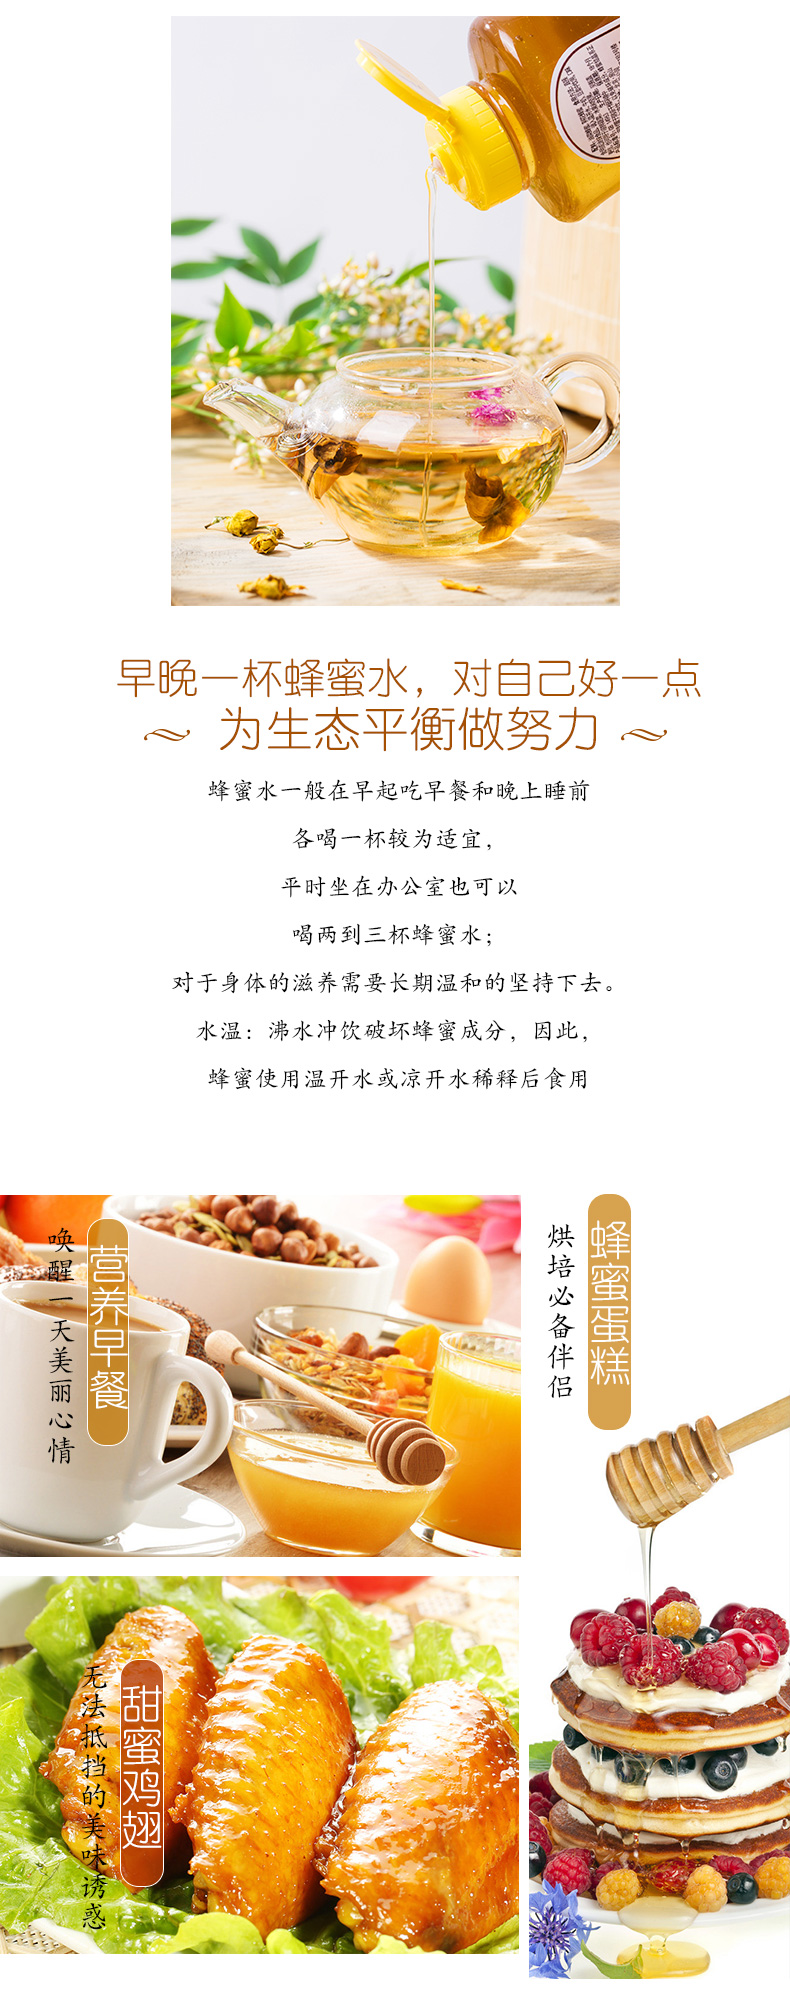 早晚一杯蜂蜜水，对自己好一点
～ 为生态平衡做努力 ～
蜂蜜水一般在早起吃早餐和晚上睡前
各喝一杯较为适宜，
平时坐在办公室也可以
喝两到三杯蜂蜜水；
对于身体的滋养需要长期温和的坚持下去。
水温：沸水冲饮破坏蜂蜜成分，因此，
蜂蜜使用温开水或凉开水稀释后食用
营养早餐
唤醒一天美丽心情
蜂蜜蛋糕
烘培必备伴侣
甜蜜鸡翅
无法抵挡的美味诱惑